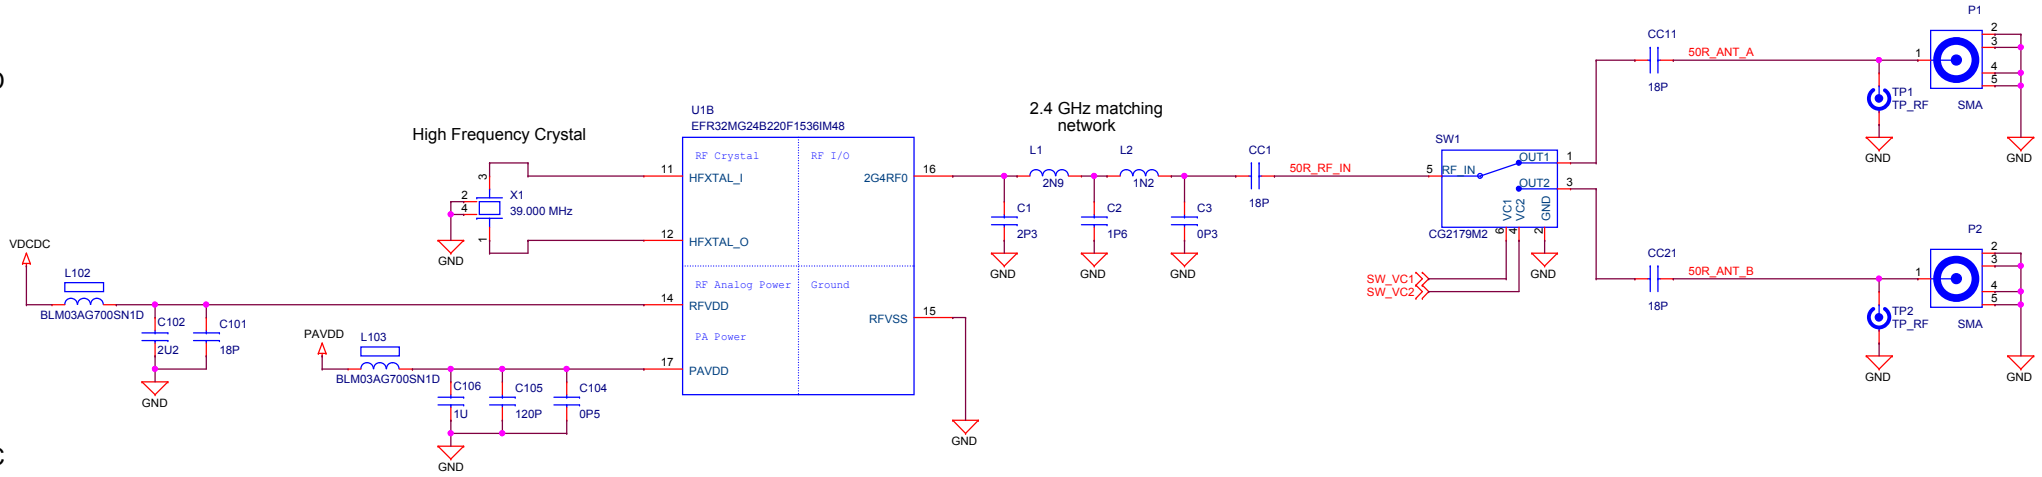 P1
CC11
50R_ANT_A
1
2
3
4
5
18P
TP1
TP_RF
SMA
GND
GND
U1B
EFR32MG24B220F1536IM48
2.4 GHz matching
network
High Frequency Crystal
RF Crystal
RF I/O
11
HFXTAL_I
2G4RF0
16
L1
2N9
L2
1N2
CC1
18P
50R_RF_IN
SW1
5
RF_IN
OUT1
1
OUT2
3
VC1
VC2
GND
6
4
2
CG2179M2
3
2
4
1
X1
39.000 MHz
GND
12
HFXTAL_O
C1
2P3
C2
1P6
C3
0P3
GND
GND
GND
GND
SW_VC1
SW_VC2
P2
CC21
50R_ANT_B
1
2
3
4
5
18P
TP2
TP_RF
SMA
GND
GND
VDCDC
L102
BLM03AG700SN1D
RF Analog Power
Ground
14
RFVDD
RFVSS
15
C102
2U2
C101
18P
GND
PAVDD
L103
BLM03AG700SN1D
PA Power
17
PAVDD
C106
1U
C105
120P
C104
0P5
GND
GND